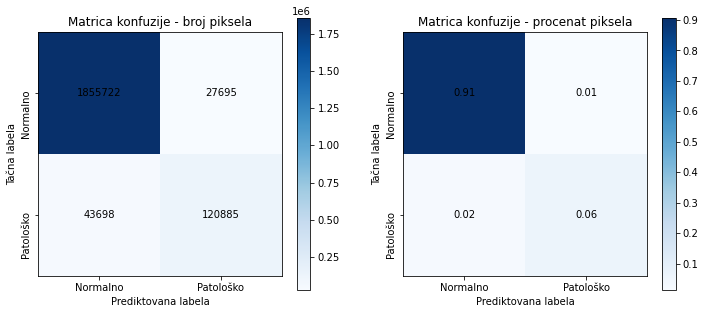 Matrica konfuzije - broj piksela
1e6
Tačna labela
Normalno
Patološko
1855722
27695
43698
120885
Normalno
Patološko
Prediktovana labela
1.75
1.50
1.25
1.00
0.75
0.50
0.25
Matrica konfuzije - procenat piksela
Tačna labela
Normalno
Patološko
0.91
0.01
0.02
0.06
Normalno
Patološko
Prediktovana labela
0.9
0.8
0.7
0.6
0.5
0.4
0.3
0.2
0.1